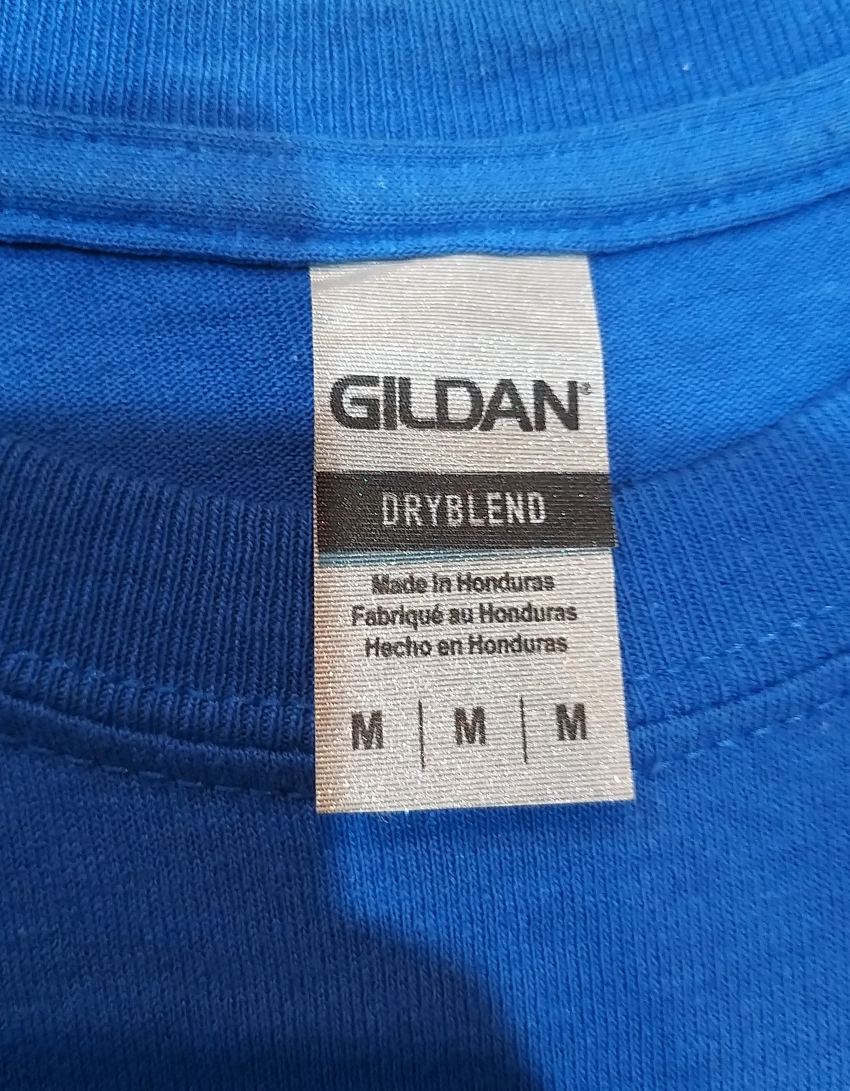 GILDAN®
DRYBLEND
Made in Honduras
Fabriqué au Honduras
Hecho en Honduras
M | M | M